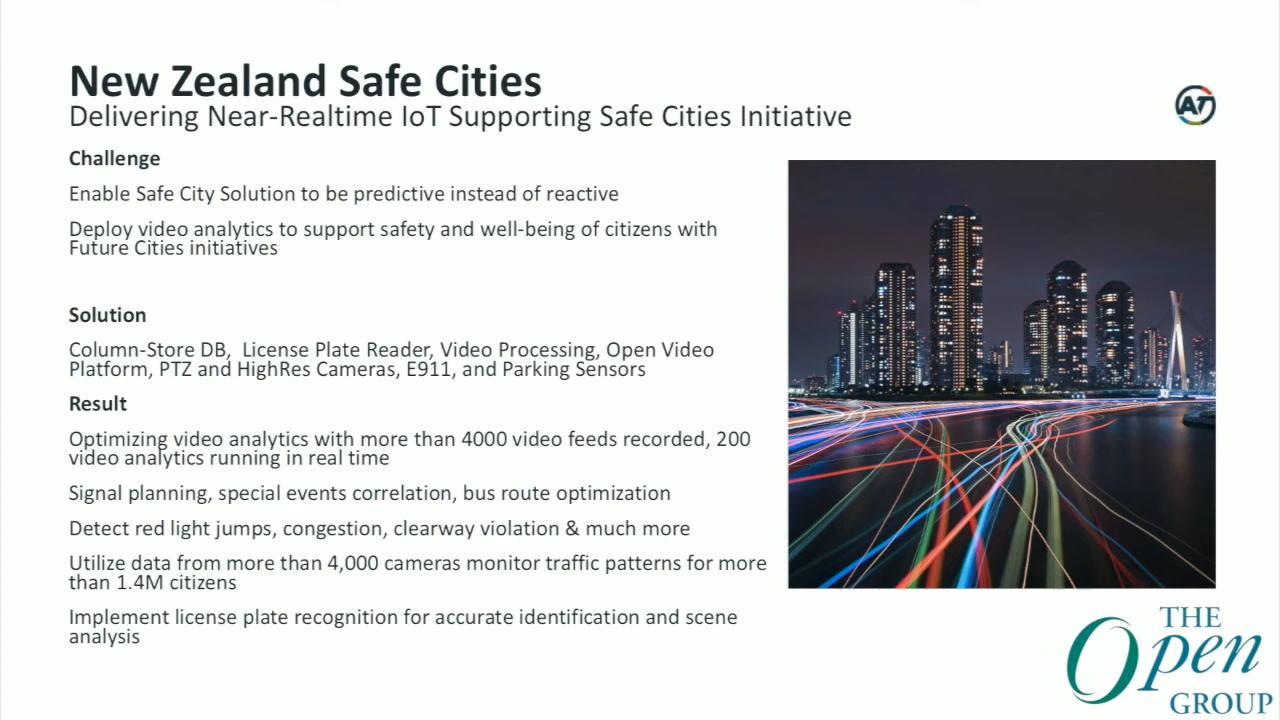 New Zealand Safe Cities
Delivering Near-Realtime IoT Supporting Safe Cities Initiative
AT
Challenge
Enable Safe City Solution to be predictive instead of reactive
Deploy video analytics to support safety and well-being of citizens with
Future Cities initiatives
Solution
Column-Store DB,  License Plate Reader, Video Processing, Open Video
Platform, PTZ and HighRes Cameras, E911, and Parking Sensors
Result
Optimizing video analytics with more than 4000 video feeds recorded, 200
video analytics running in real time
Signal planning, special events correlation, bus route optimization
Detect red light jumps, congestion, clearway violation & much more
Utilize data from more than 4,000 cameras monitor traffic patterns for more
than 1.4M citizens
Implement license plate recognition for accurate identification and scene
analysis
THE
Open
GROUP